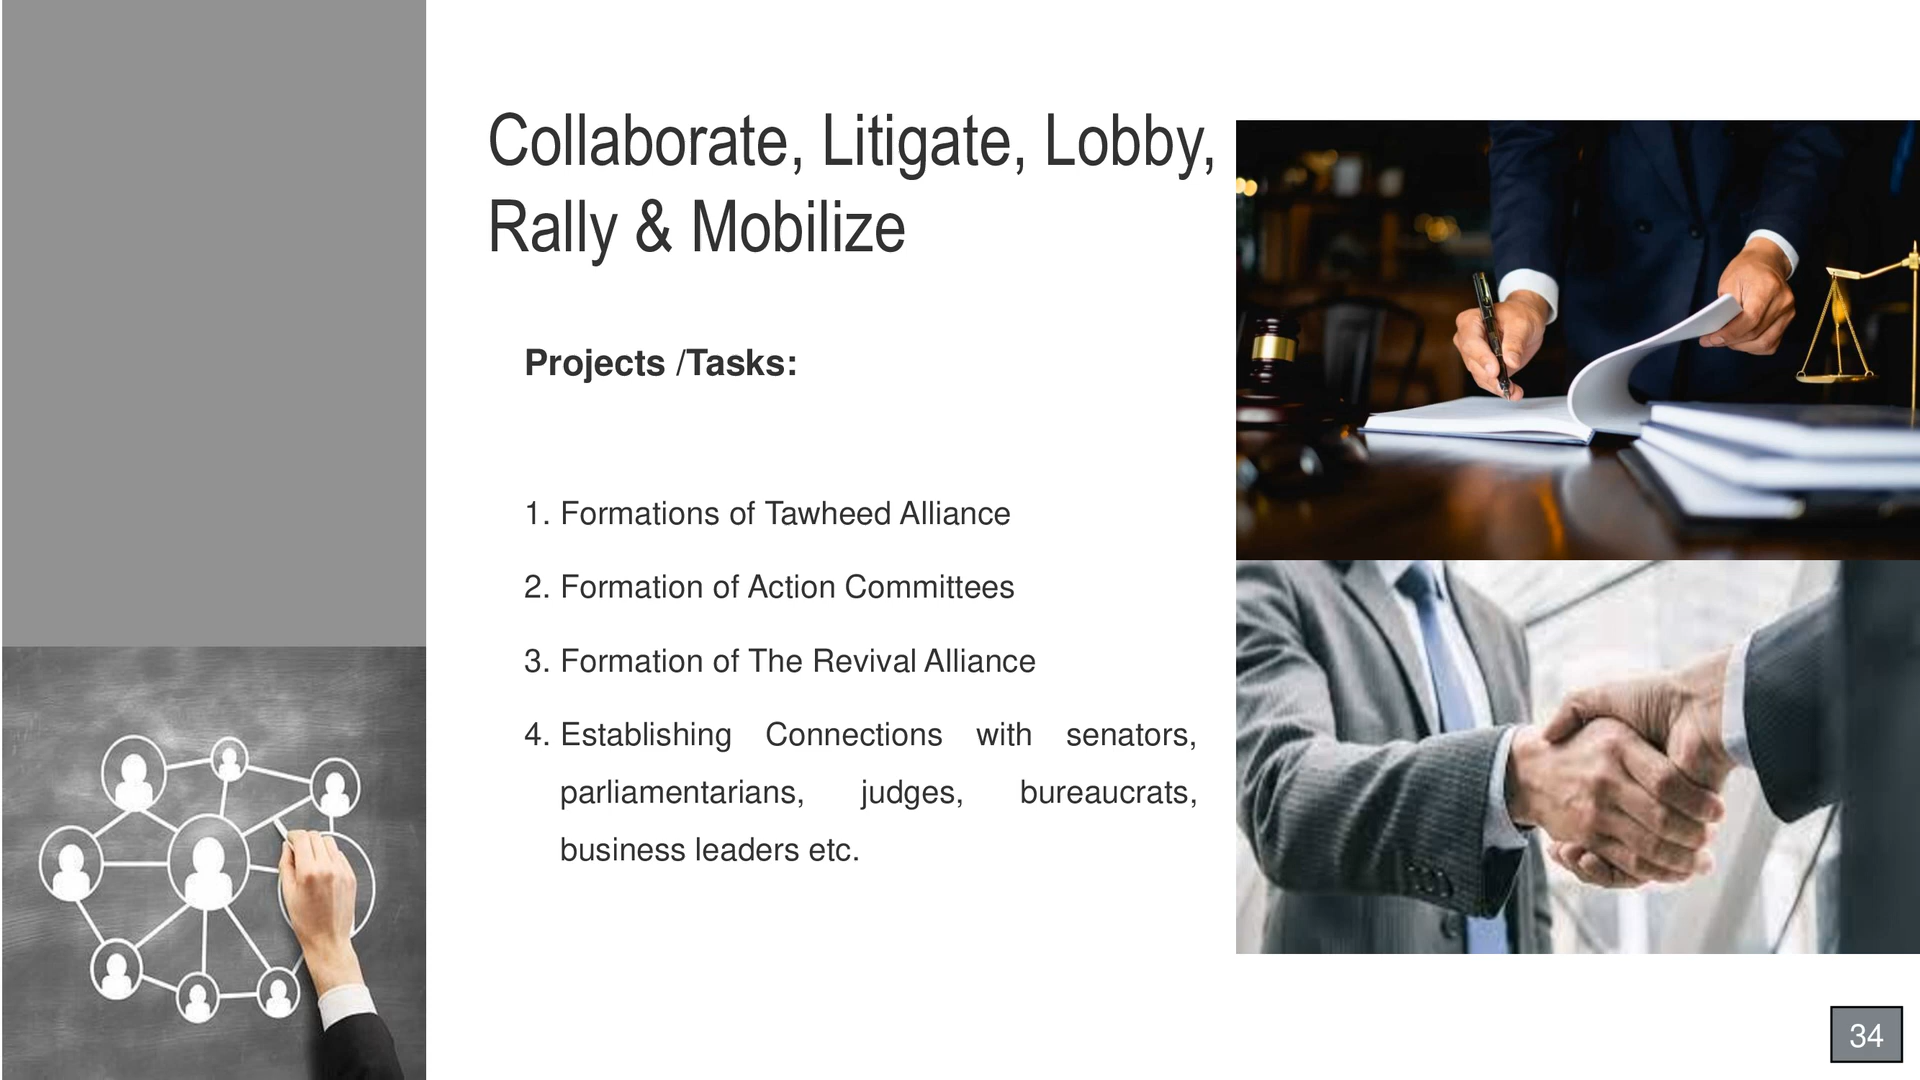 Collaborate, Litigate, Lobby,
Rally & Mobilize
Projects /Tasks:
1. Formations of Tawheed Alliance
2. Formation of Action Committees
3. Formation of The Revival Alliance
4. Establishing Connections with senators,
parliamentarians, judges, bureaucrats,
business leaders etc.
34